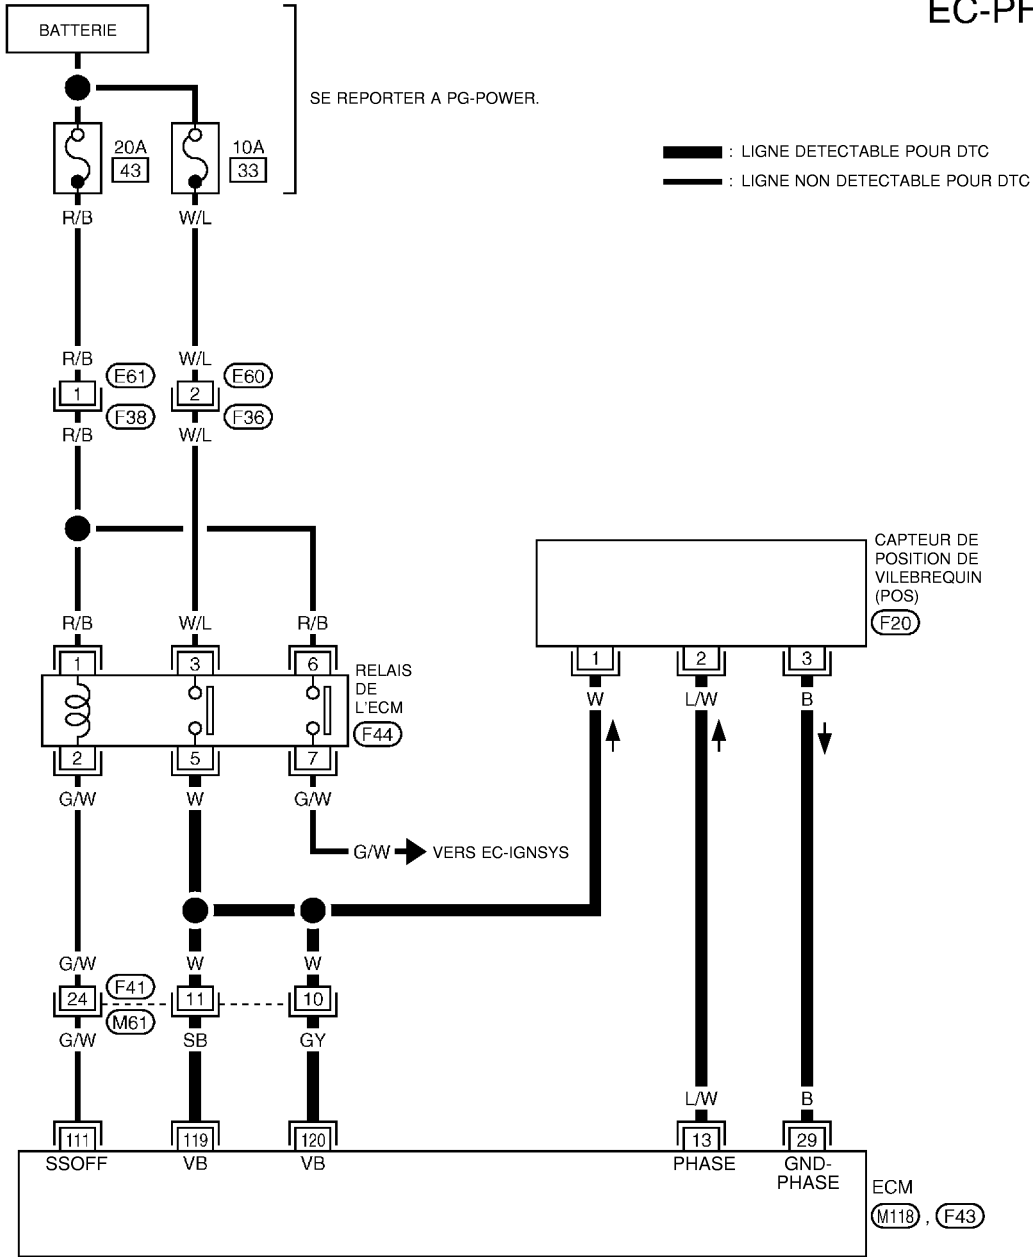 EC-PH
BATTERIE
SE REPORTER A PG-POWER.
20A
43
10A
33
: LIGNE DETECTABLE POUR DTC
: LIGNE NON DETECTABLE POUR DTC
R/B W/L
R/B W/L
1 E61 2 E60
F38 F36
R/B W/L
R/B W/L R/B
1 3 6
RELAIS
DE
L'ECM
F44
2 5 7
G/W W G/W
CAPTEUR DE
POSITION DE
VILEBREQUIN
(POS)
F20
1 2 3
W L/W B
G/W VERS EC-IGNSYS
G/W W W
24 F41 11 10
M61
G/W SB GY
L/W B
111 119 120 13 29
SSOFF VB VB PHASE GND-
PHASE
ECM
M118 , F43